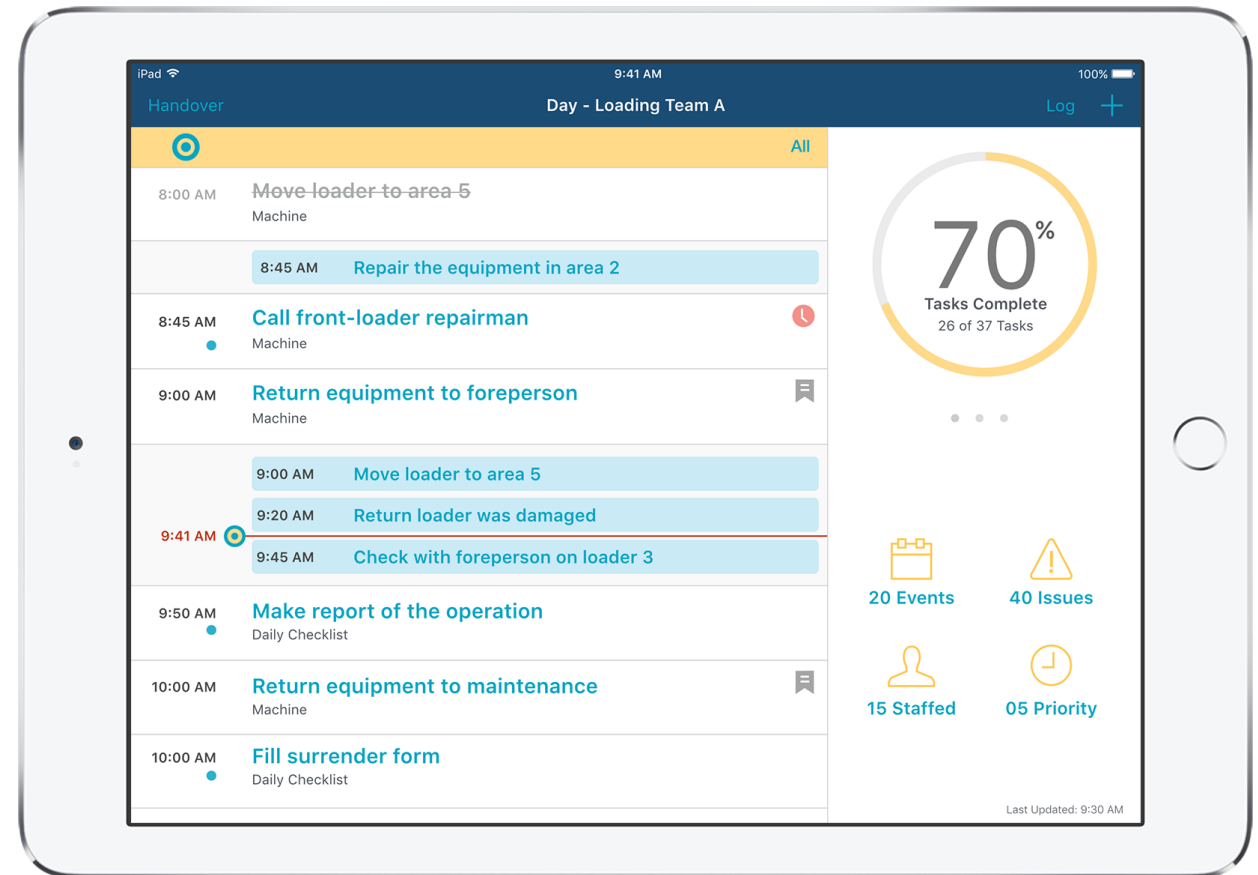 iPad 9:41 AM 100%
Handover Day - Loading Team A Log
All
8:00 AM Move loader to area 5
Machine
8:45 AM Repair the equipment in area 2
8:45 AM Call front-loader repairman
Machine
9:00 AM Return equipment to foreperson
Machine
9:00 AM Move loader to area 5
9:20 AM Return loader was damaged
9:41 AM
9:45 AM Check with foreperson on loader 3
9:50 AM Make report of the operation
Daily Checklist
10:00 AM Return equipment to maintenance
Machine
10:00 AM Fill surrender form
Daily Checklist
70%
Tasks Complete
26 of 37 Tasks
20 Events 40 Issues
15 Staffed 05 Priority
Last Updated: 9:30 AM